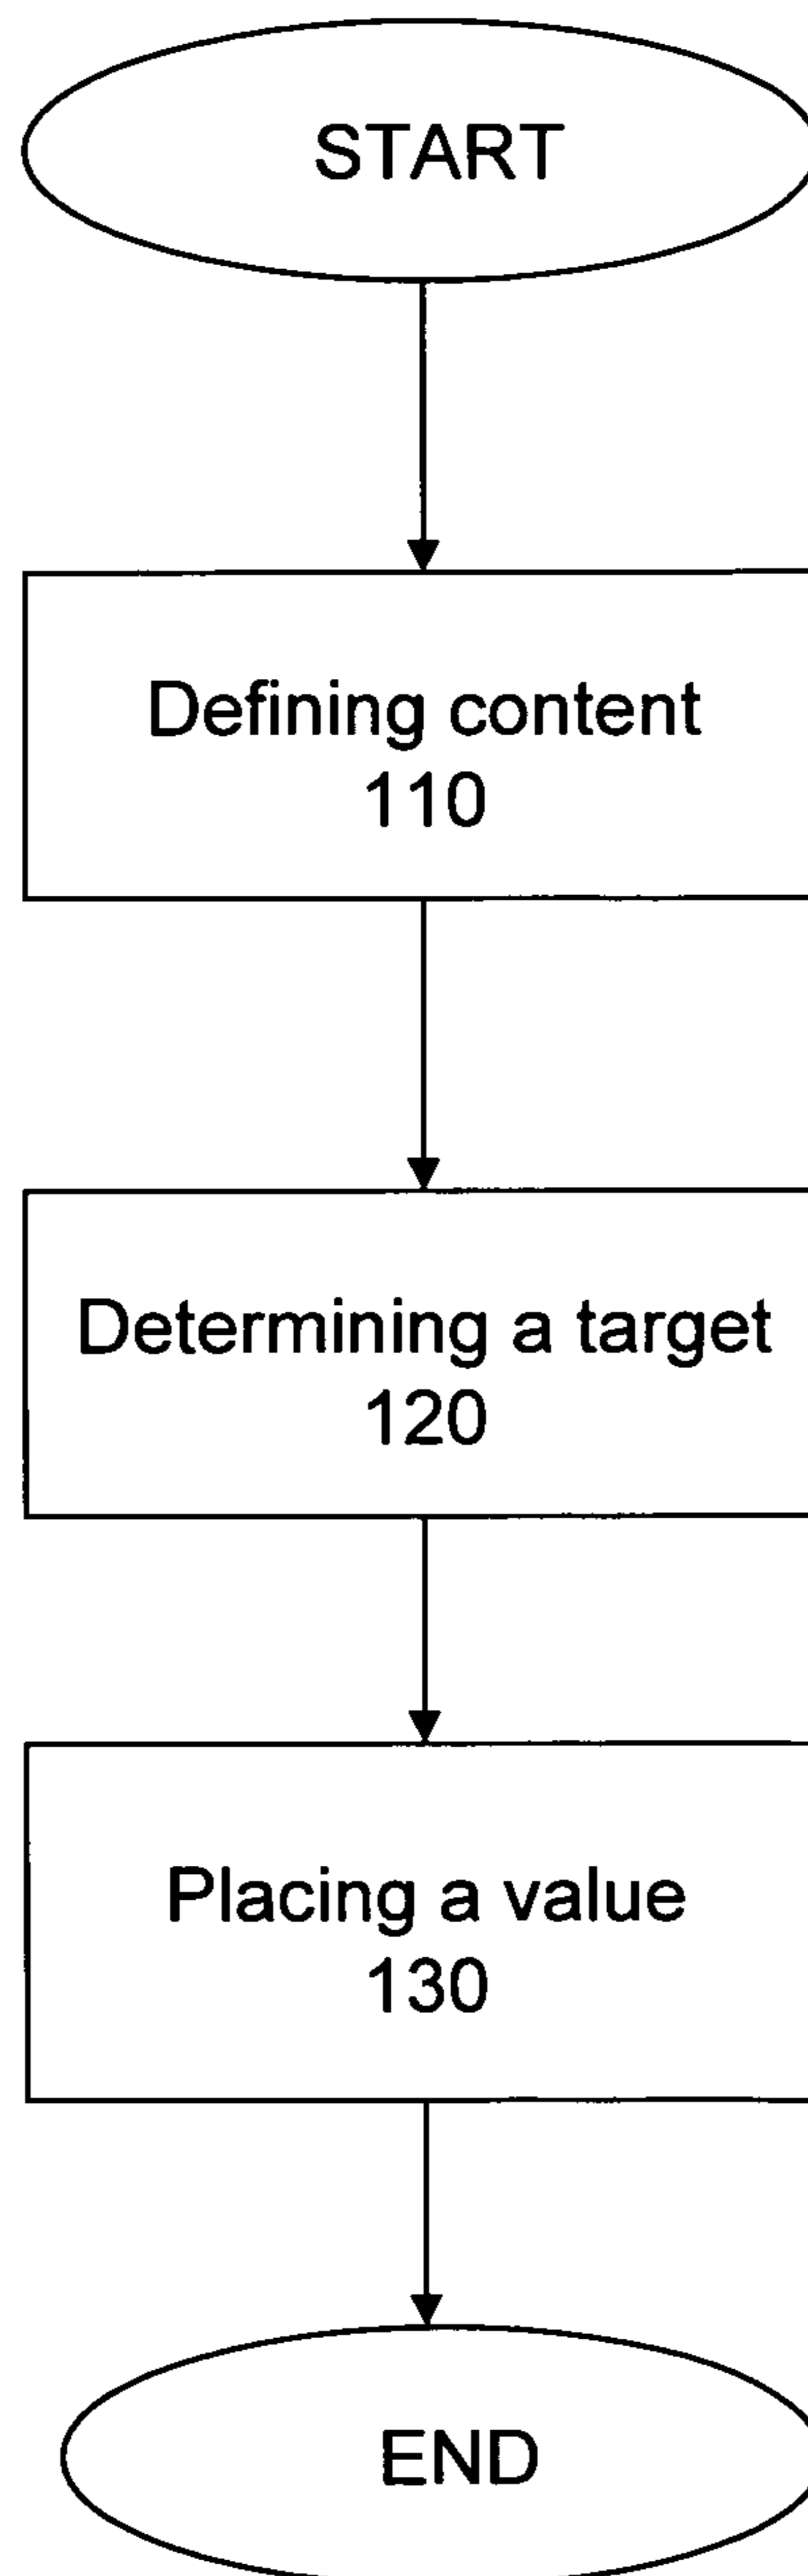 START
Defining content
110
Determining a target
120
Placing a value
130
END